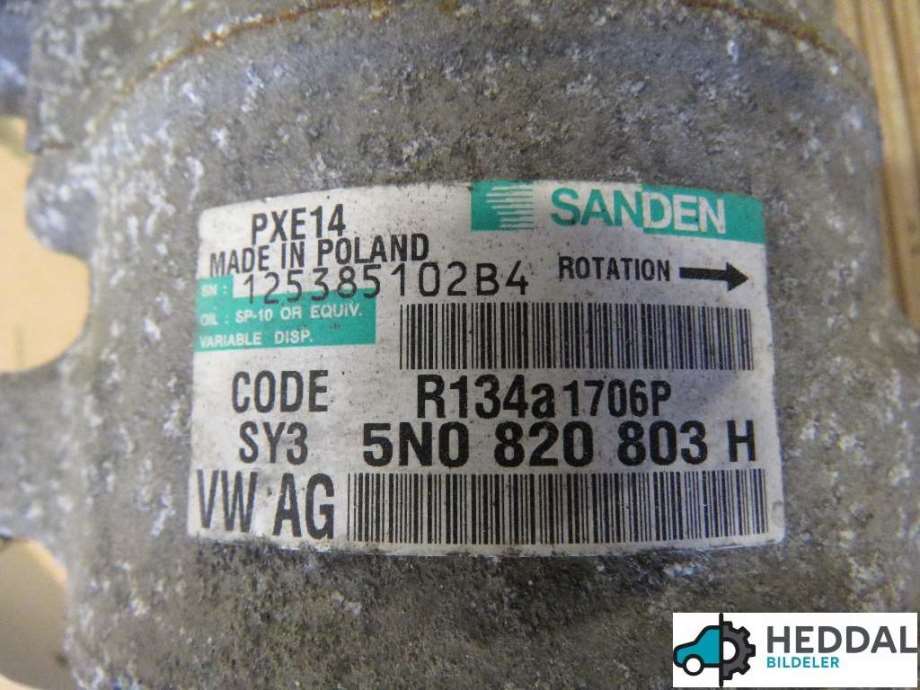 SANDEN
PXE14
MADE IN POLAND
SN : 125385102B4
ROTATION
OIL : SP-10 OR EQUIV.
VARIABLE DISP.
CODE R134a 1706P
SY3 5N0 820 803 H
VW AG
HEDDAL
BILDELER